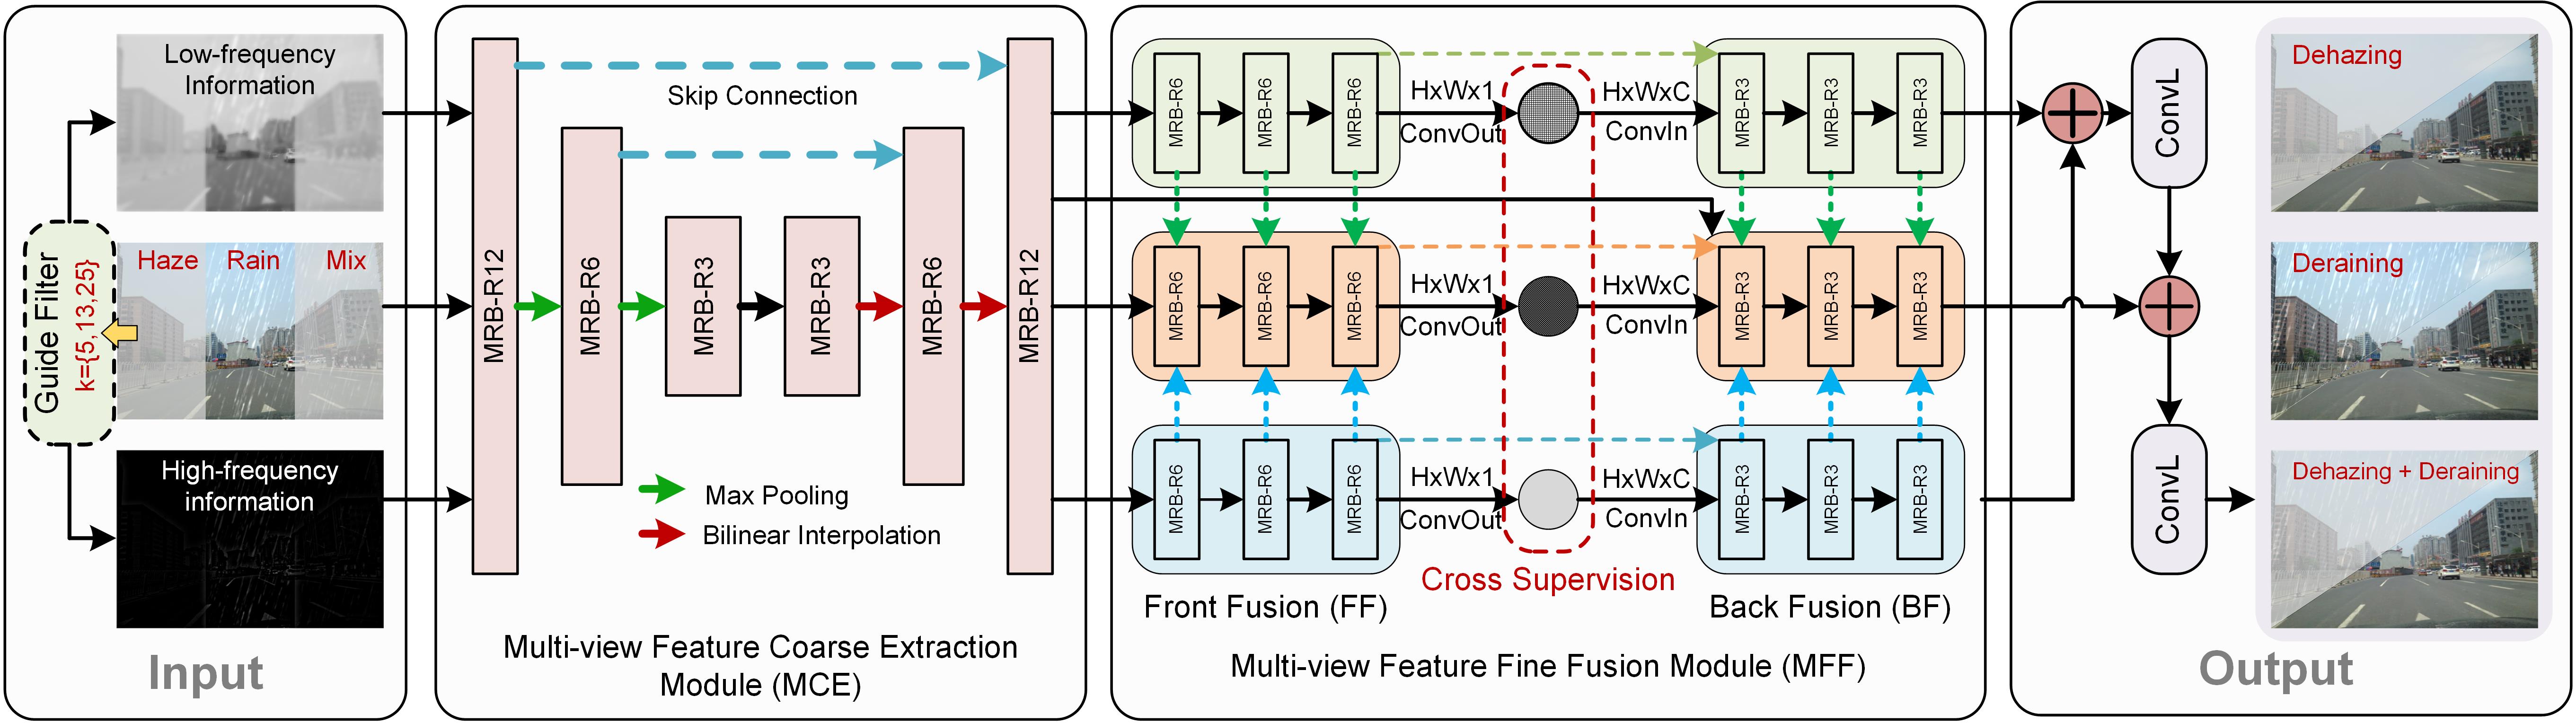 Low-frequency
Information
Haze
Rain
Mix
Guide Filter
k={5,13,25}
High-frequency
information
Input
MRB-R12
Skip Connection
MRB-R6
MRB-R3
MRB-R3
MRB-R6
MRB-R12
Max Pooling
Bilinear Interpolation
Multi-view Feature Coarse Extraction
Module (MCE)
MRB-R6
MRB-R6
MRB-R6
HxWx1
ConvOut
HxWxC
ConvIn
MRB-R3
MRB-R3
MRB-R3
MRB-R6
MRB-R6
MRB-R6
HxWx1
ConvOut
HxWxC
ConvIn
MRB-R3
MRB-R3
MRB-R3
MRB-R6
MRB-R6
MRB-R6
HxWx1
ConvOut
HxWxC
ConvIn
MRB-R3
MRB-R3
MRB-R3
Cross Supervision
Front Fusion (FF)
Back Fusion (BF)
Multi-view Feature Fine Fusion Module (MFF)
ConvL
ConvL
Dehazing
Deraining
Dehazing + Deraining
Output